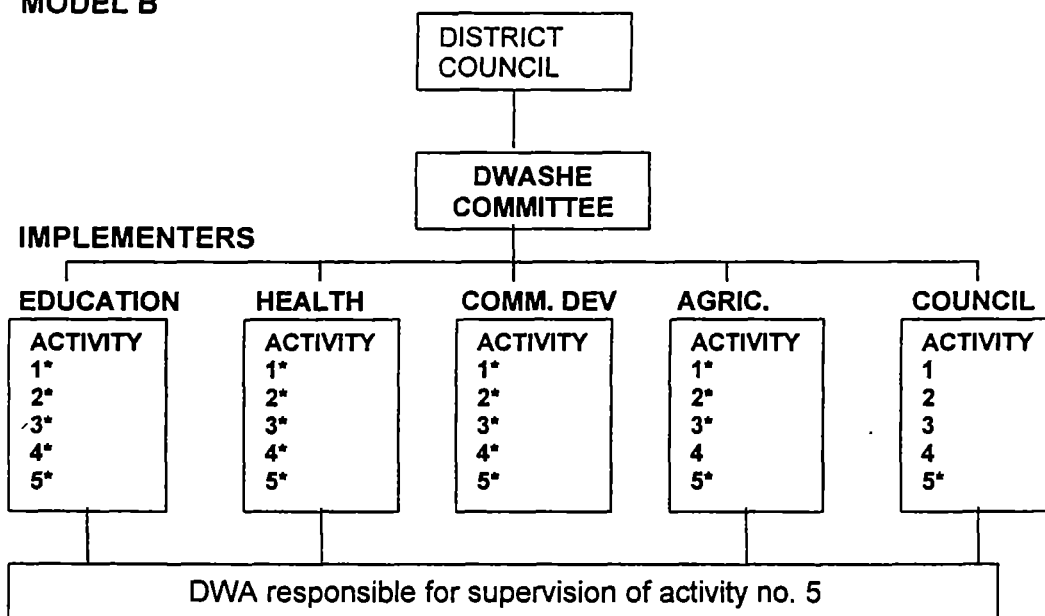 MODEL B
DISTRICT
COUNCIL
DWASHE
COMMITTEE
IMPLEMENTERS
EDUCATION HEALTH COMM. DEV AGRIC. COUNCIL
ACTIVITY ACTIVITY ACTIVITY ACTIVITY ACTIVITY
1* 1* 1* 1* 1
2* 2* 2* 2* 2
3* 3* 3* 3* 3
4* 4* 4* 4 4
5* 5* 5* 5* 5*
DWA responsible for supervision of activity no. 5